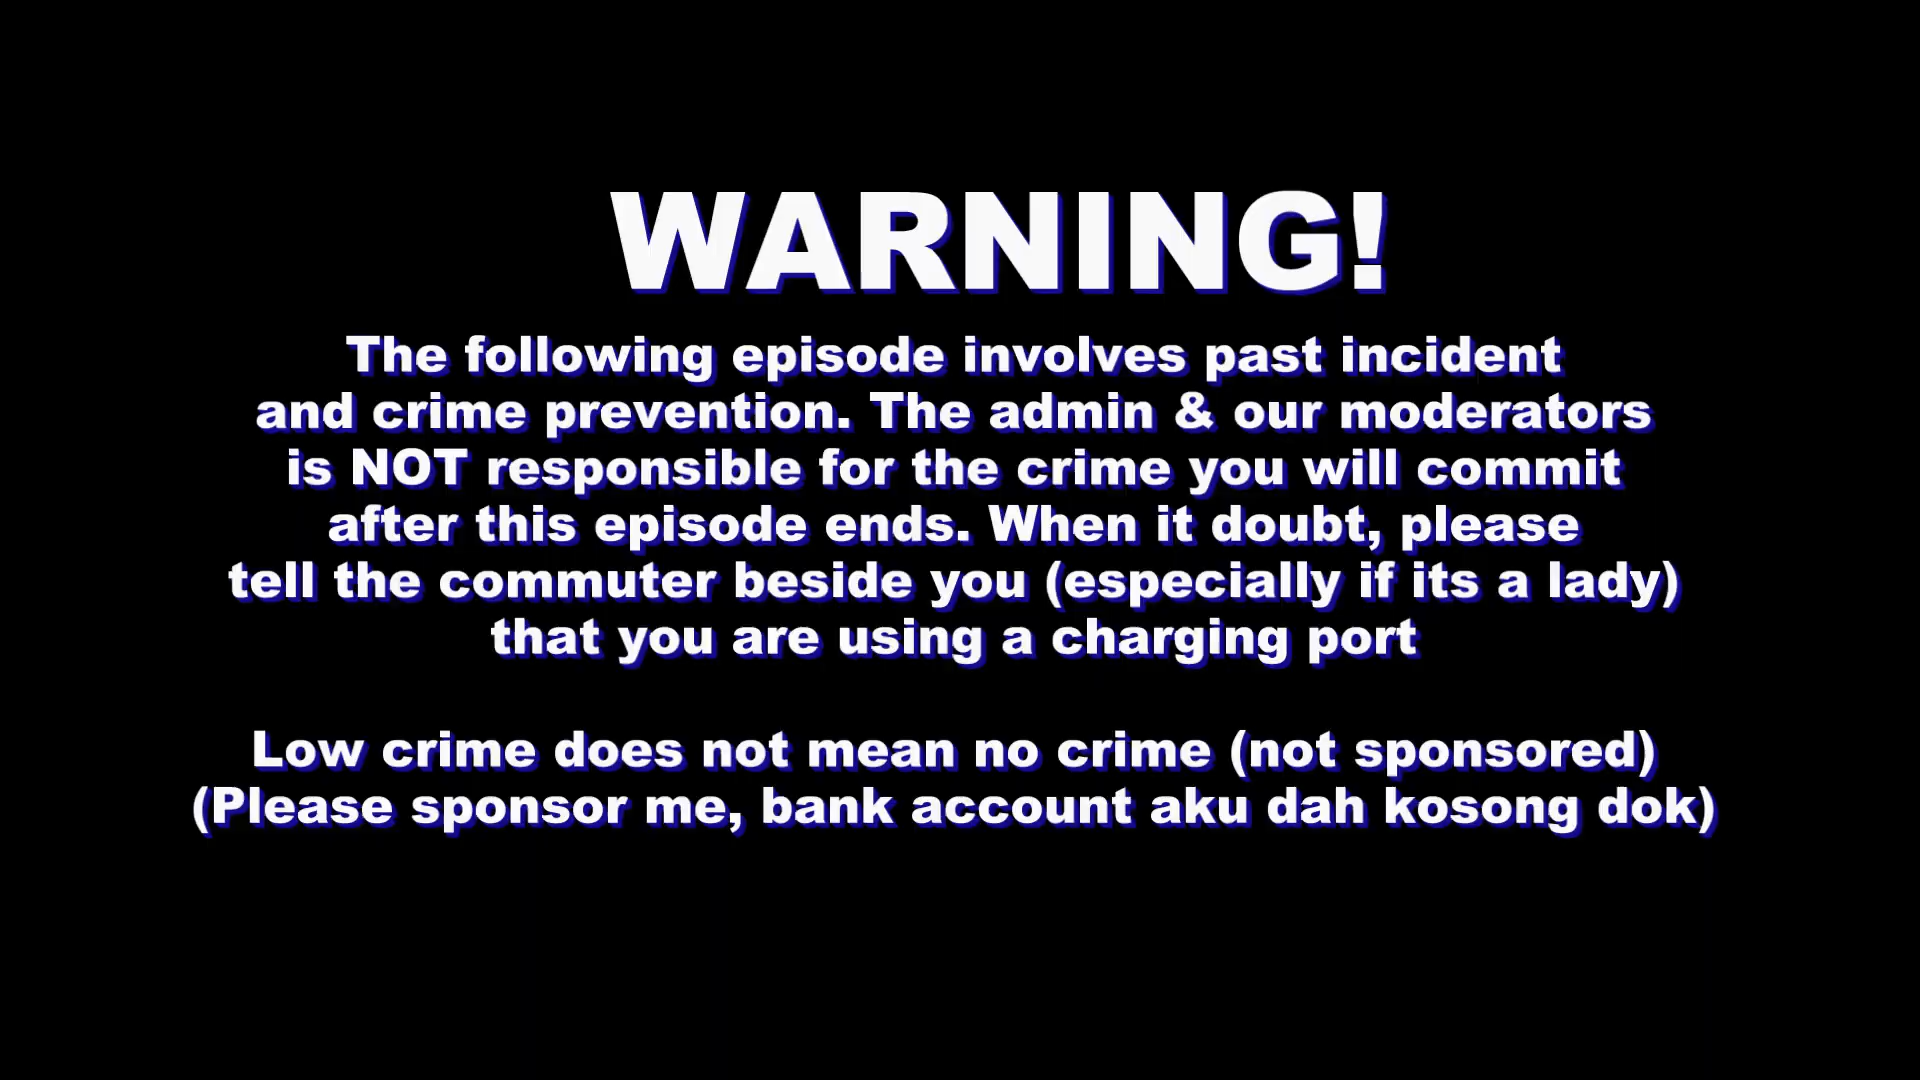 WARNING!
The following episode involves past incident
and crime prevention. The admin & our moderators
is NOT responsible for the crime you will commit
after this episode ends. When it doubt, please
tell the commuter beside you (especially if its a lady)
that you are using a charging port
Low crime does not mean no crime (not sponsored)
(Please sponsor me, bank account aku dah kosong dok)